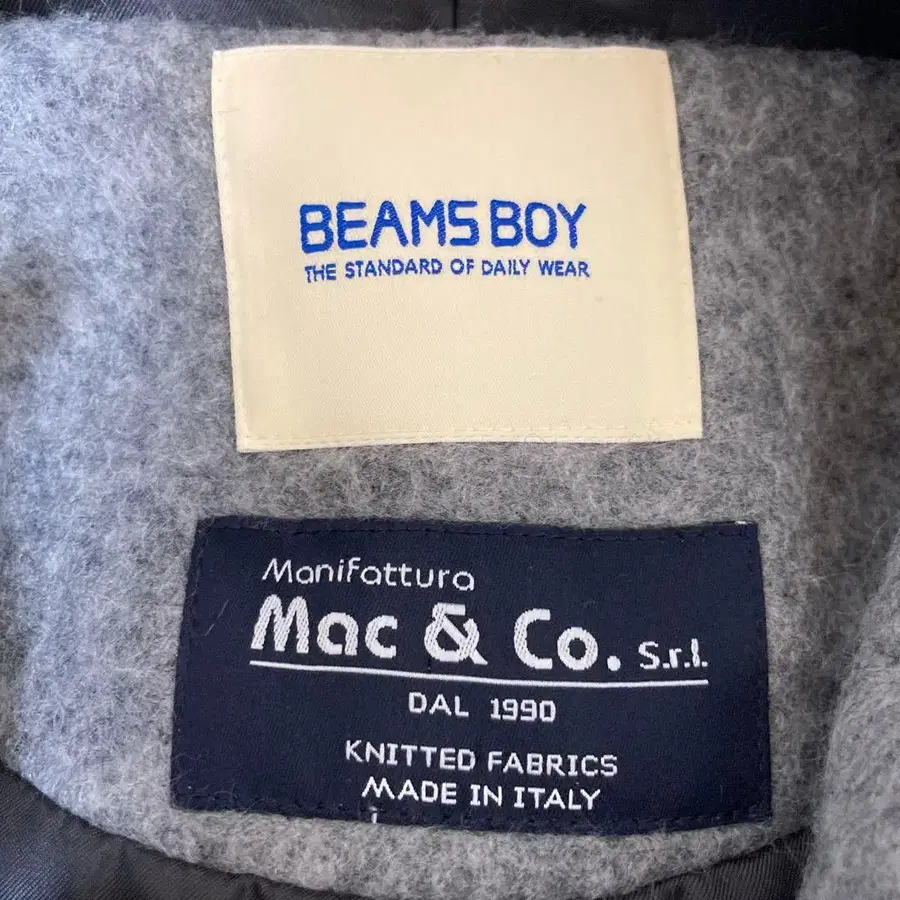 BEAMS BOY
THE STANDARD OF DAILY WEAR
Manifattura
Mac & Co. S.r.l.
DAL 1990
KNITTED FABRICS
MADE IN ITALY